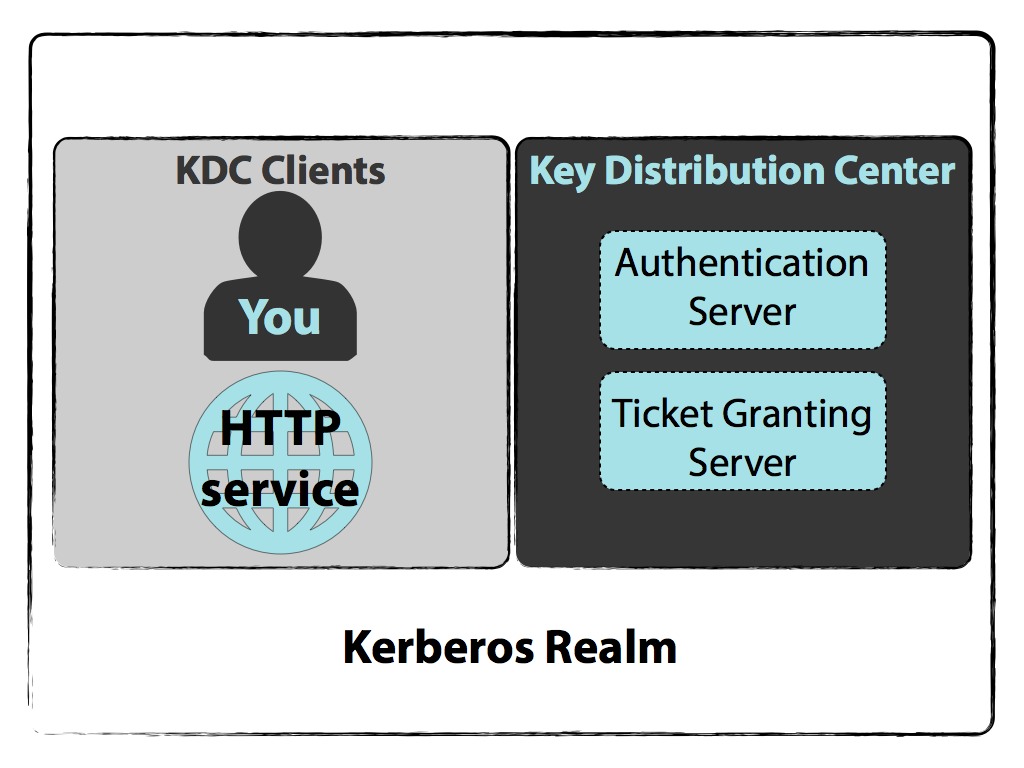 KDC Clients
You
HTTP
service
Key Distribution Center
Authentication
Server
Ticket Granting
Server
Kerberos Realm